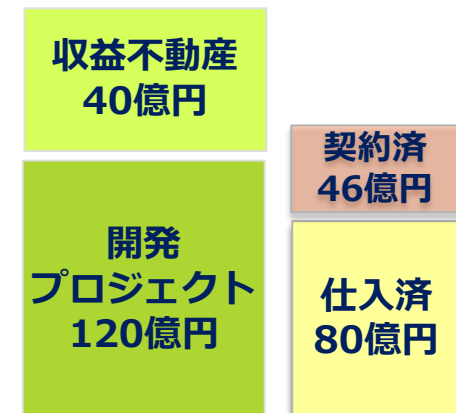 収益不動産
40億円
開発
プロジェクト
120億円
契約済
46億円
仕入済
80億円